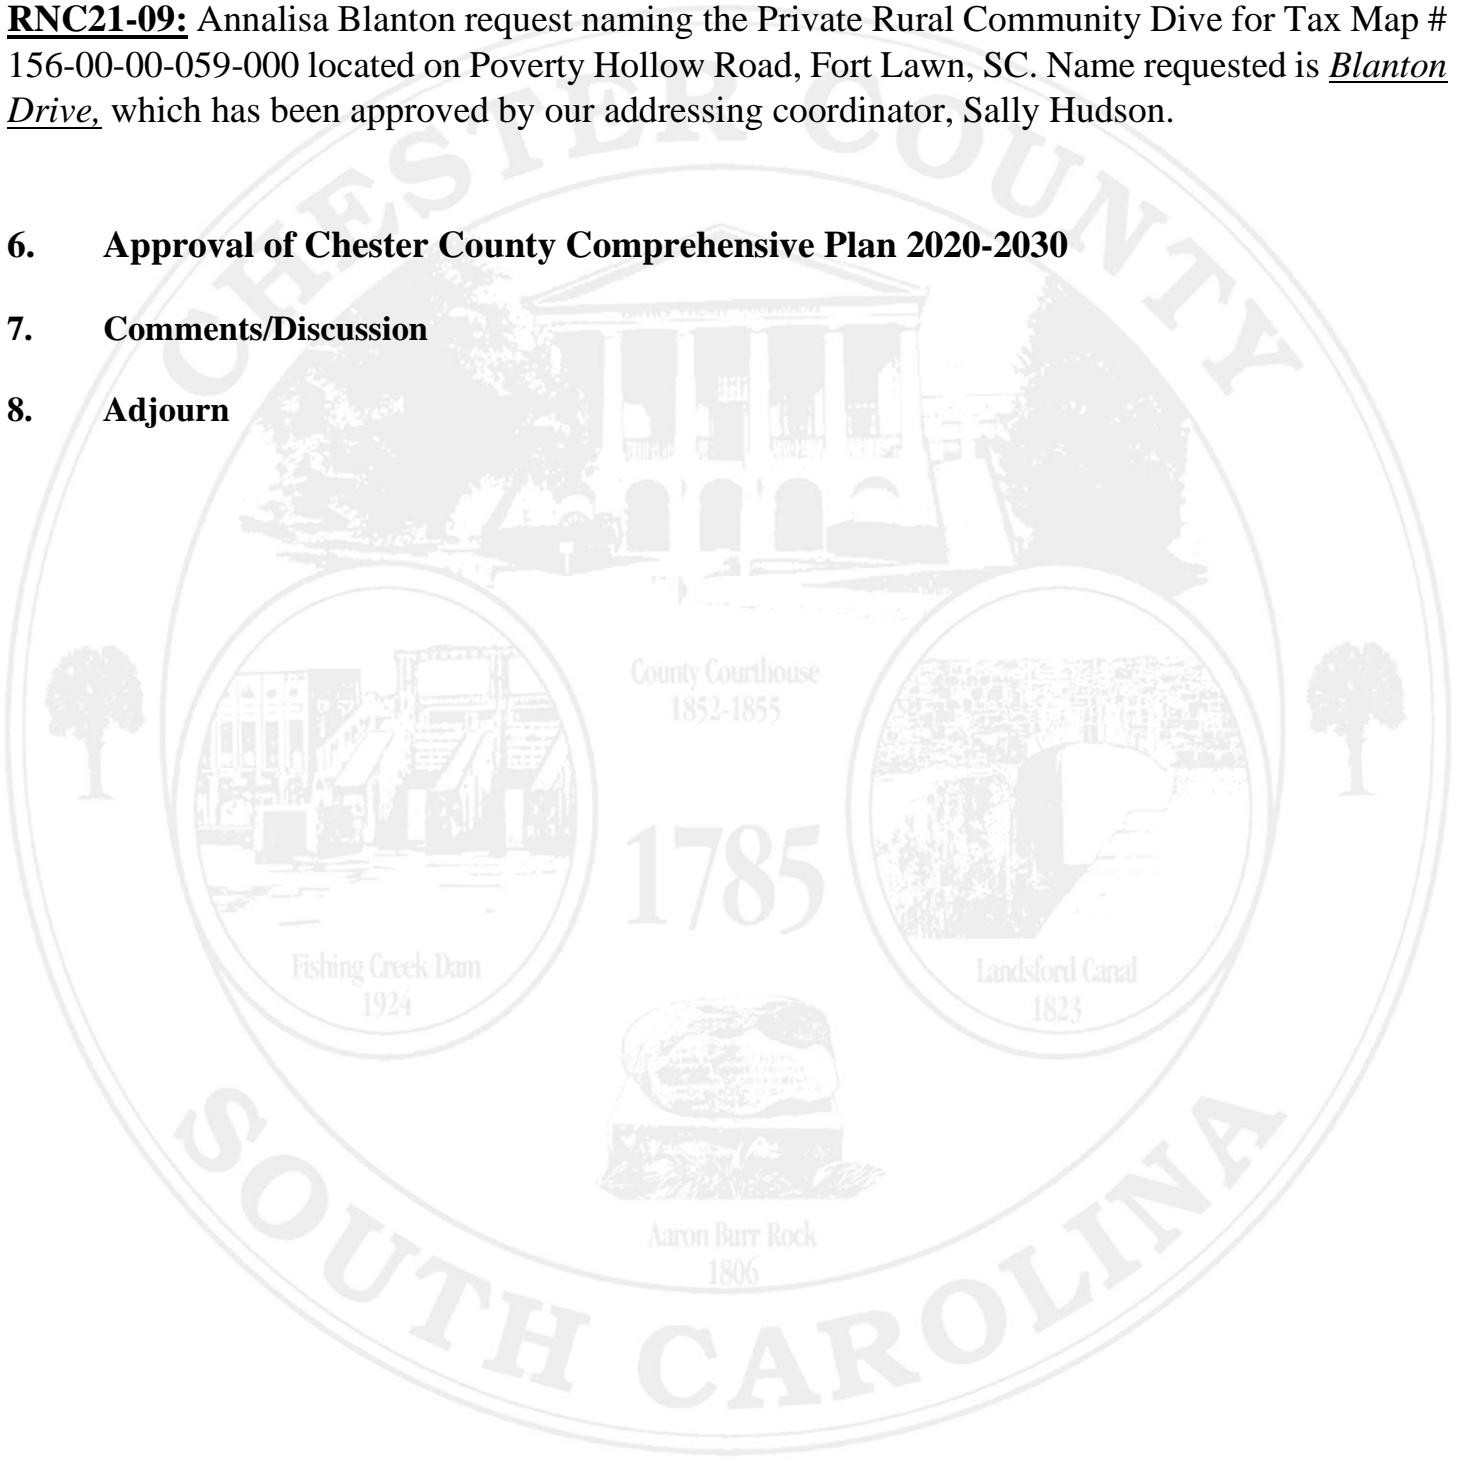 RNC21-09: Annalisa Blanton request naming the Private Rural Community Dive for Tax Map #
156-00-00-059-000 located on Poverty Hollow Road, Fort Lawn, SC. Name requested is Blanton
Drive, which has been approved by our addressing coordinator, Sally Hudson.
6. Approval of Chester County Comprehensive Plan 2020-2030
7. Comments/Discussion
8. Adjourn
CHESTER COUNTY
County Courthouse
1852-1855
1785
Fishing Creek Dam
1924
Landsford Canal
1823
Aaron Burr Rock
1806
SOUTH CAROLINA